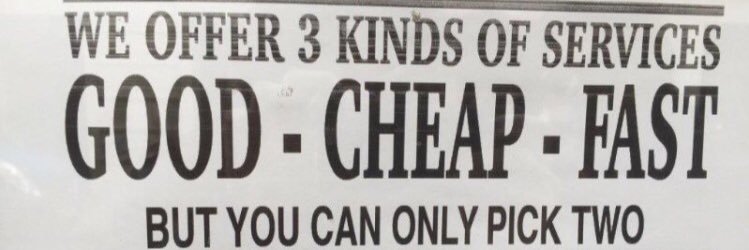 WE OFFER 3 KINDS OF SERVICES
GOOD - CHEAP - FAST
BUT YOU CAN ONLY PICK TWO